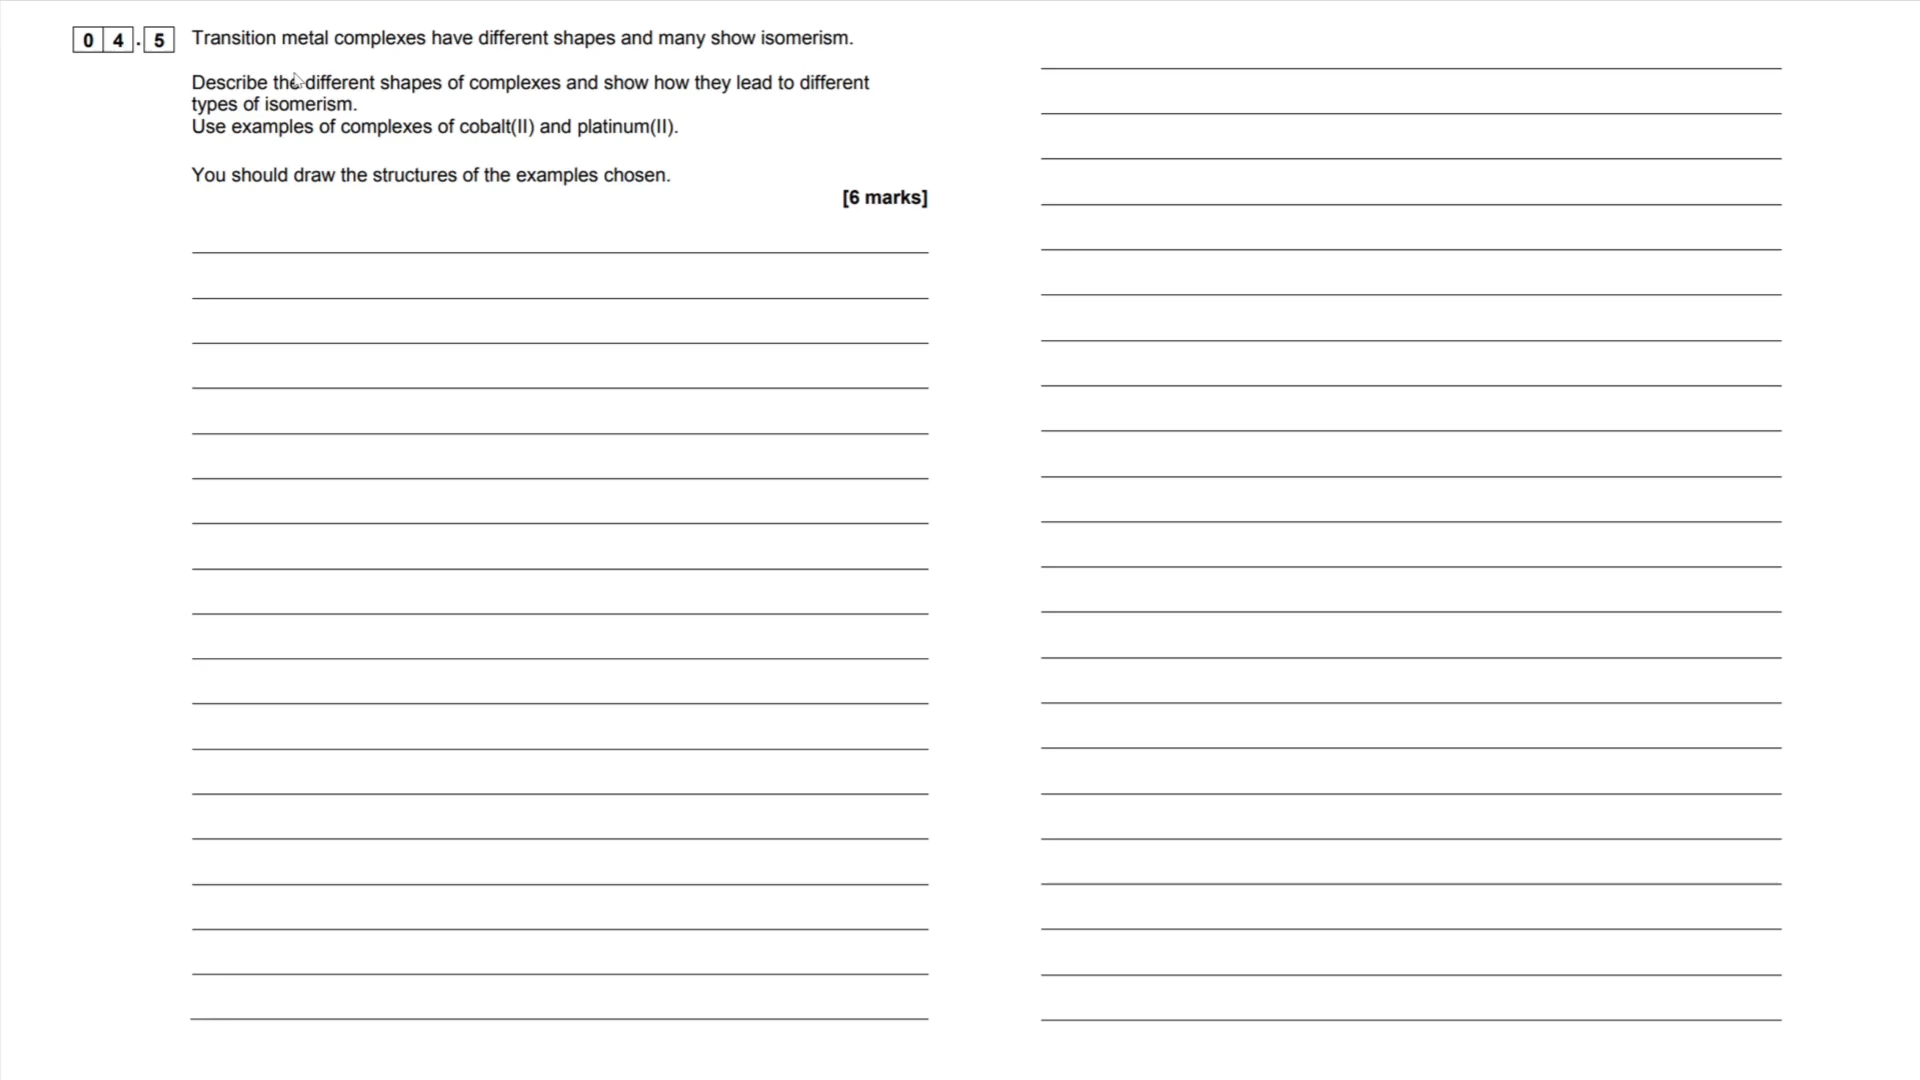 04.5 Transition metal complexes have different shapes and many show isomerism.
Describe the different shapes of complexes and show how they lead to different
types of isomerism.
Use examples of complexes of cobalt(II) and platinum(II).
You should draw the structures of the examples chosen.
[6 marks]